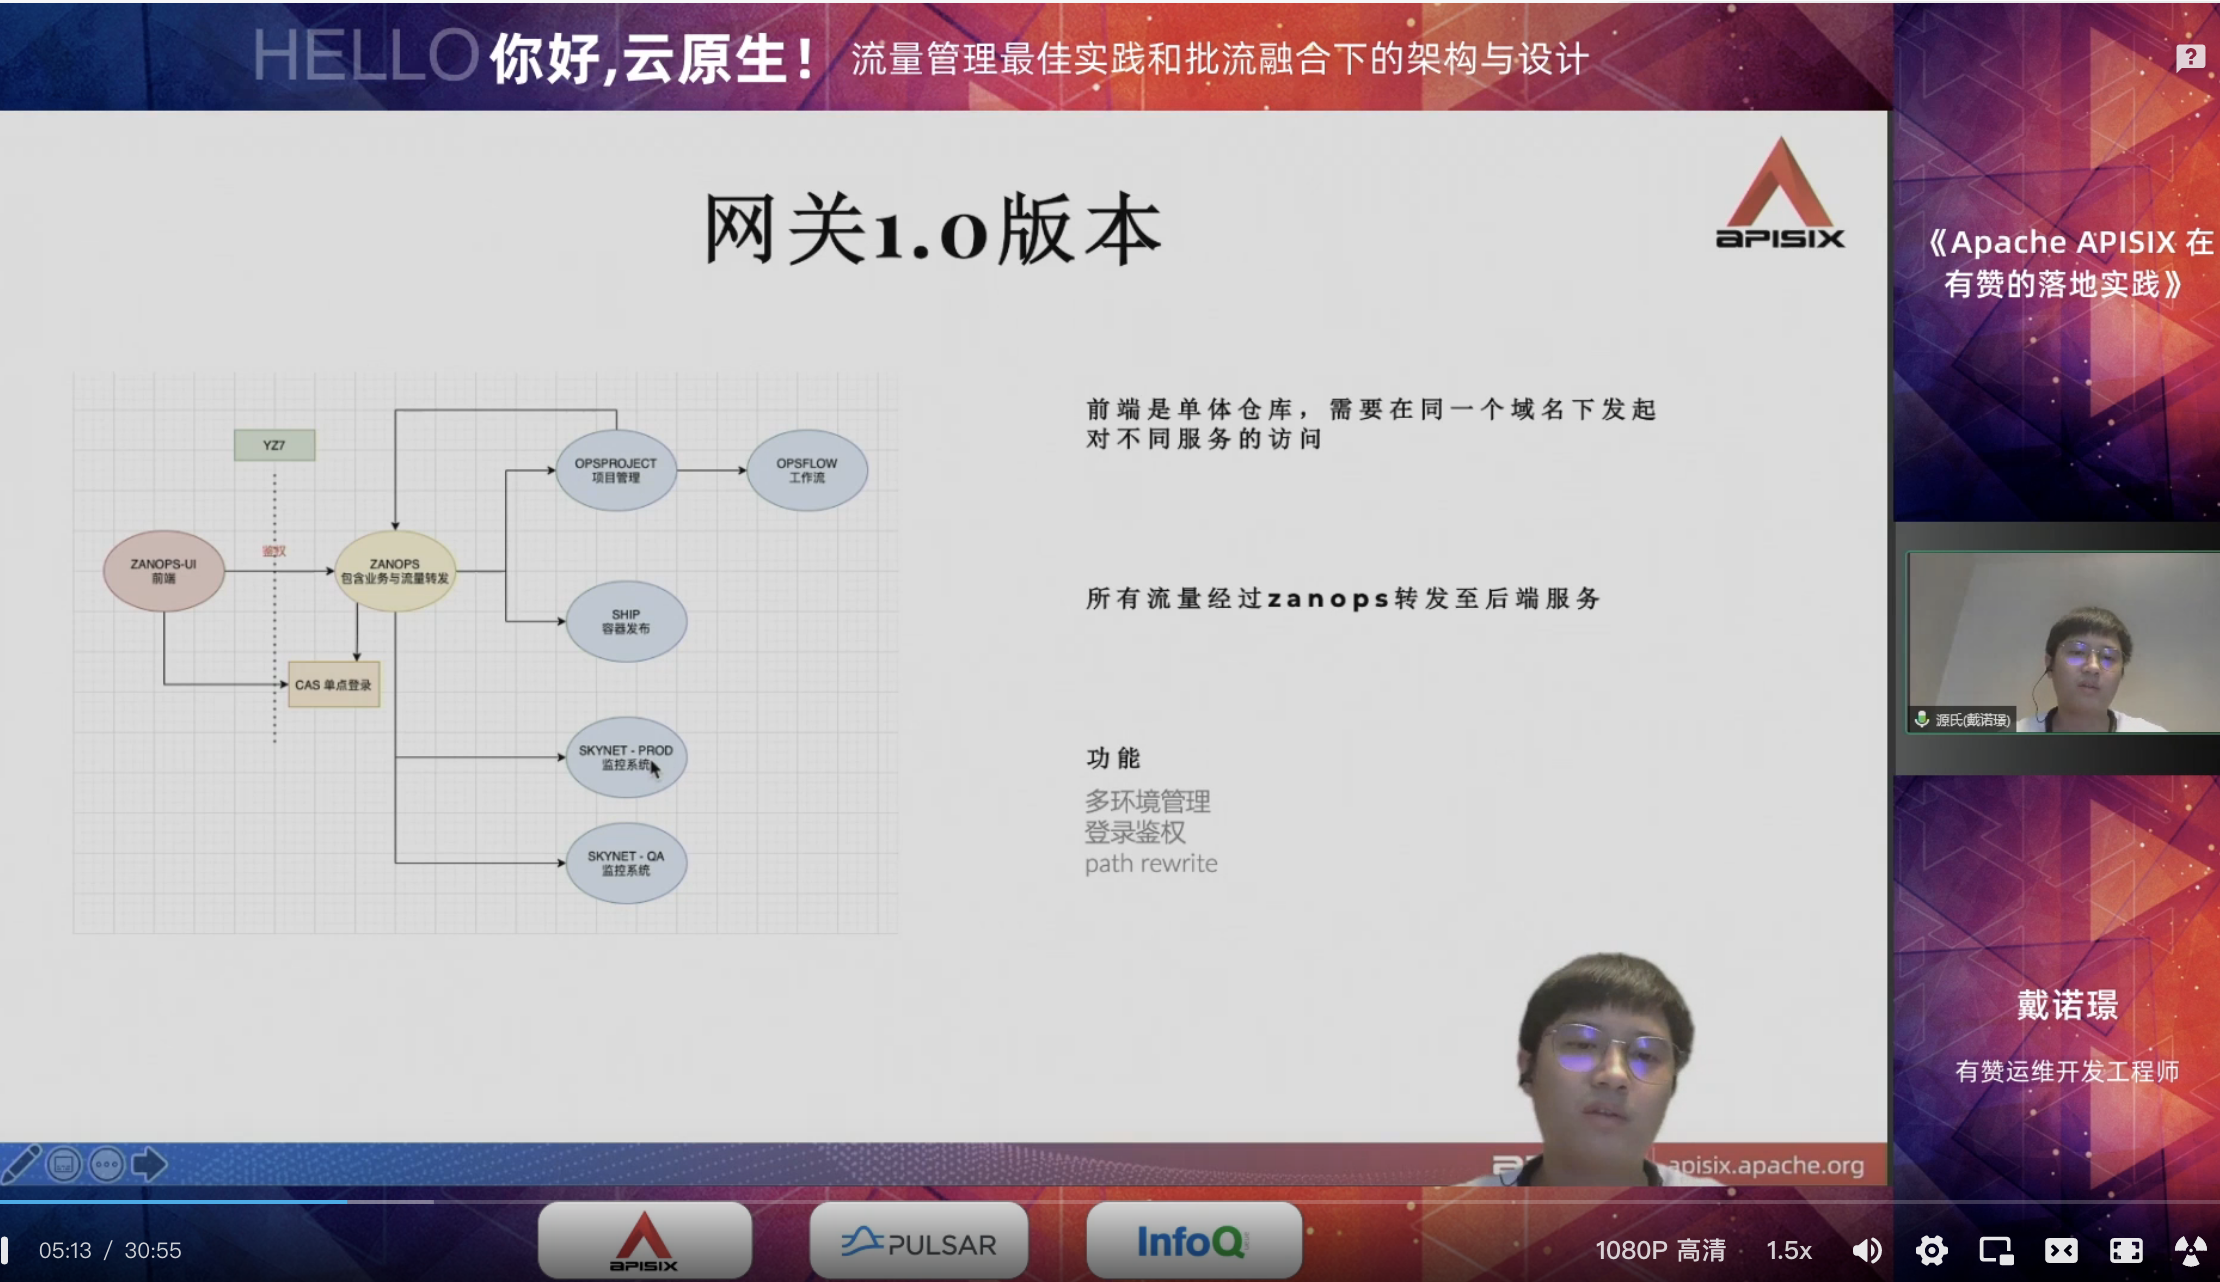 HELLO 你好,云原生! 流量管理最佳实践和批流融合下的架构与设计
网关1.0版本
APISIX
《Apache APISIX 在
有赞的落地实践》
YZ7
OPSPROJECT
项目管理
OPSFLOW
工作流
鉴权
ZANOPS-UI
前端
ZANOPS
包含业务与流量转发
SHIP
容器发布
CAS 单点登录
SKYNET - PROD
监控系统
SKYNET - QA
监控系统
前端是单体仓库，需要在同一个域名下发起
对不同服务的访问
所有流量经过zanops转发至后端服务
功能
多环境管理
登录鉴权
path rewrite
源氏(戴诺璟)
戴诺璟
有赞运维开发工程师
apisix.apache.org
APISIX
PULSAR
InfoQ
05:13 / 30:55
1080P 高清
1.5x